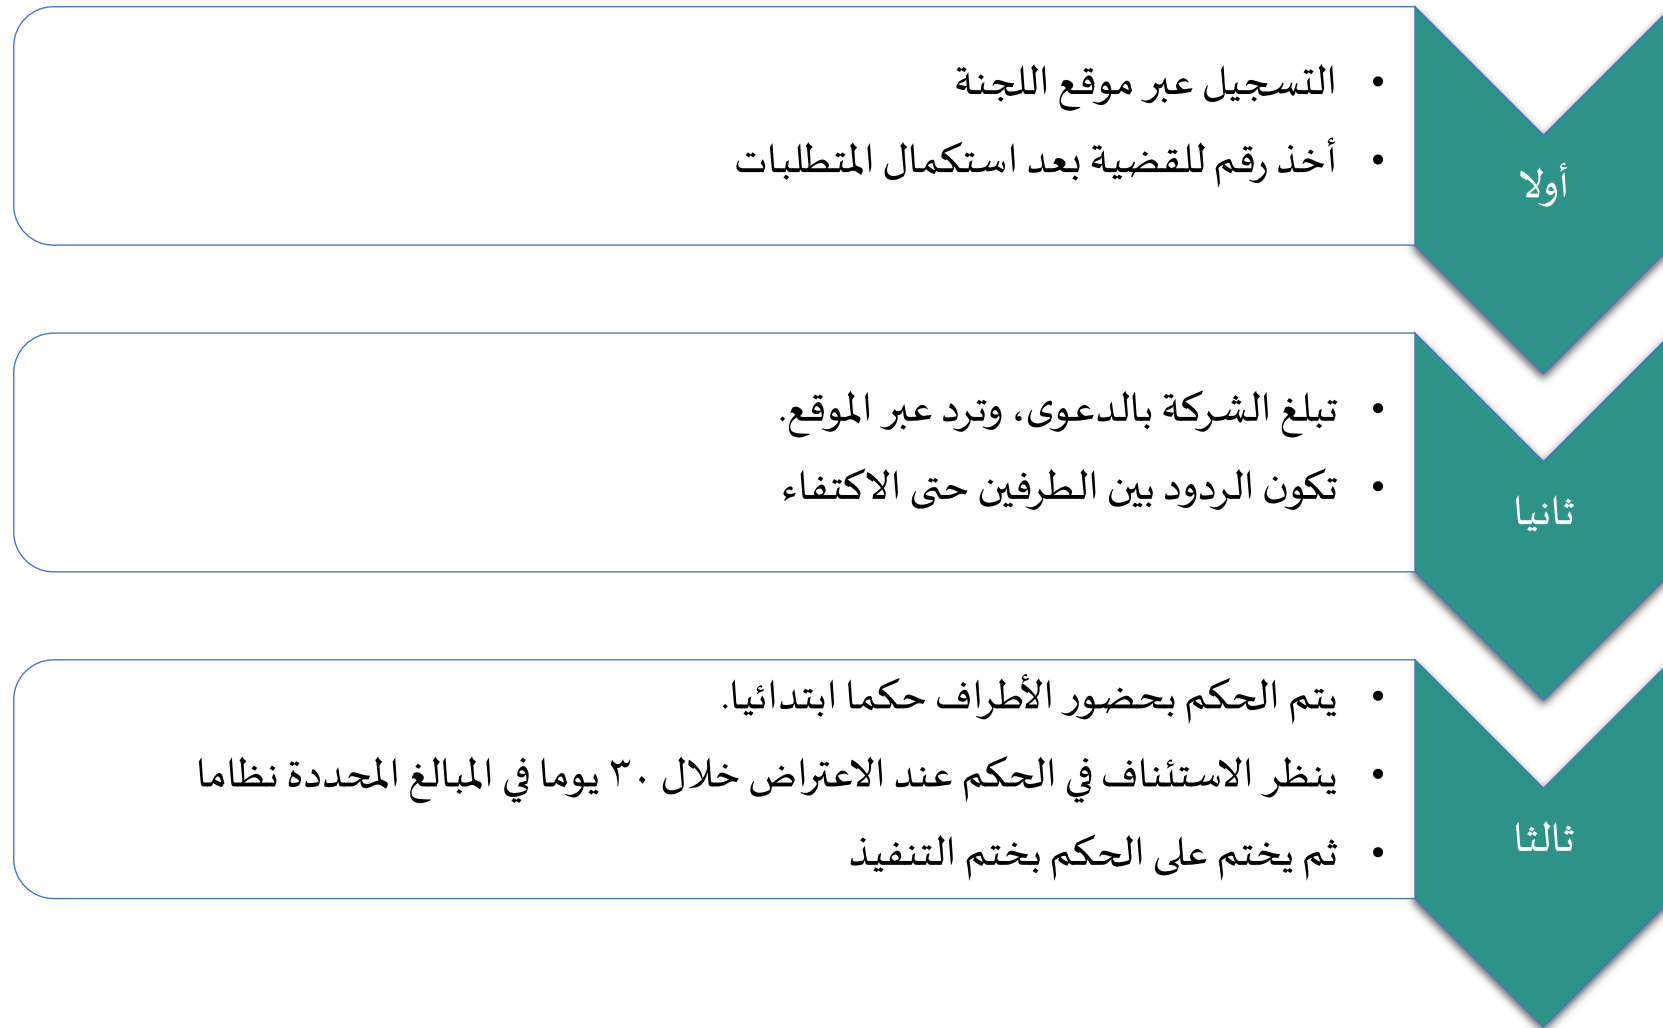 أولا
• التسجيل عبر موقع اللجنة
• أخذ رقم للقضية بعد استكمال المتطلبات
ثانيا
• تبلغ الشركة بالدعوى، وترد عبر الموقع.
• تكون الردود بين الطرفين حتى الاكتفاء
ثالثا
• يتم الحكم بحضور الأطراف حكما ابتدائيا.
• ينظر الاستئناف في الحكم عند الاعتراض خلال ٣٠ يوما في المبالغ المحددة نظاما
• ثم يختم على الحكم بختم التنفيذ